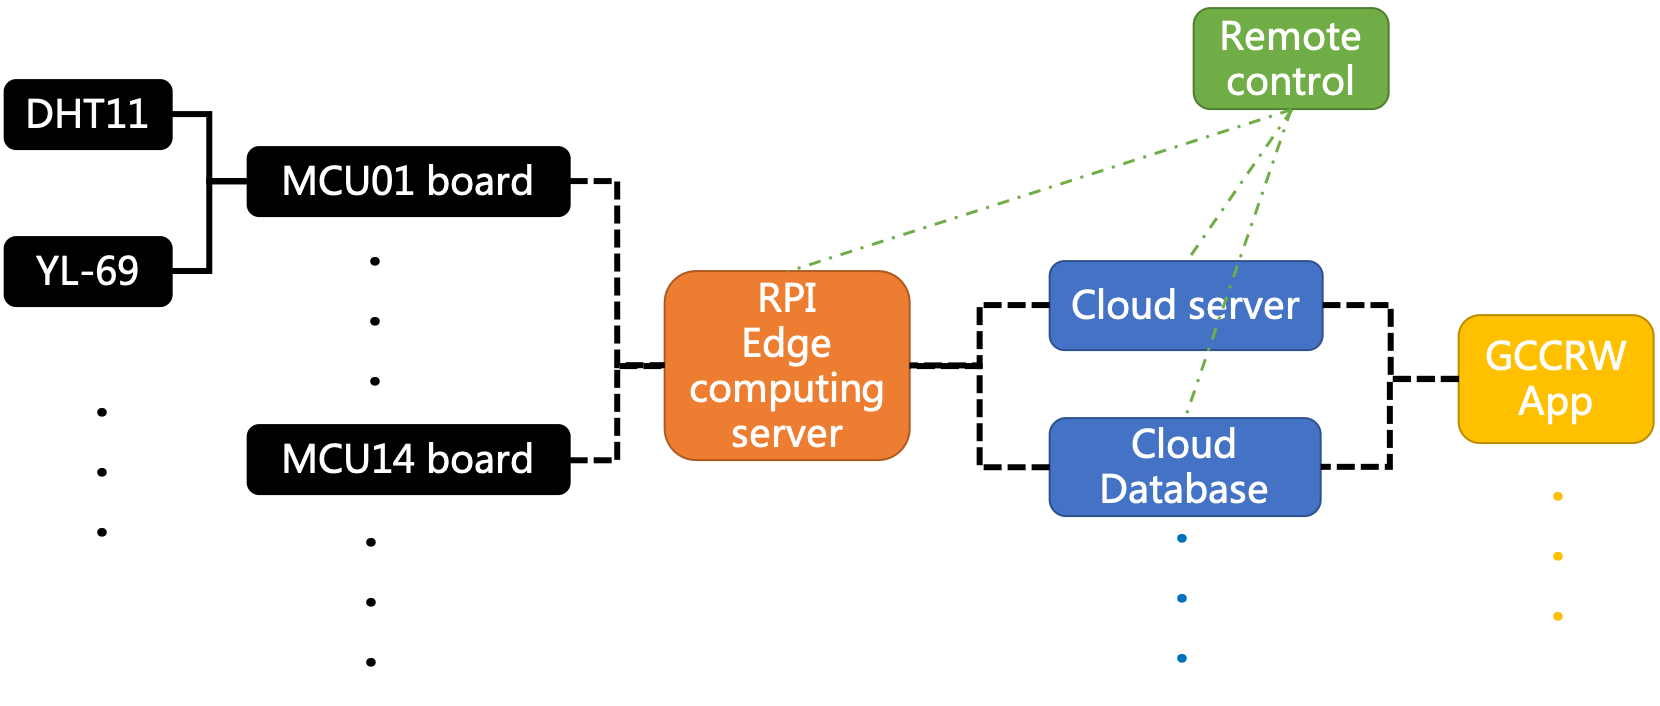 Remote
control
DHT11
MCU01 board
YL-69
RPI
Edge
computing
server
Cloud server
GCCRW
App
MCU14 board
Cloud
Database